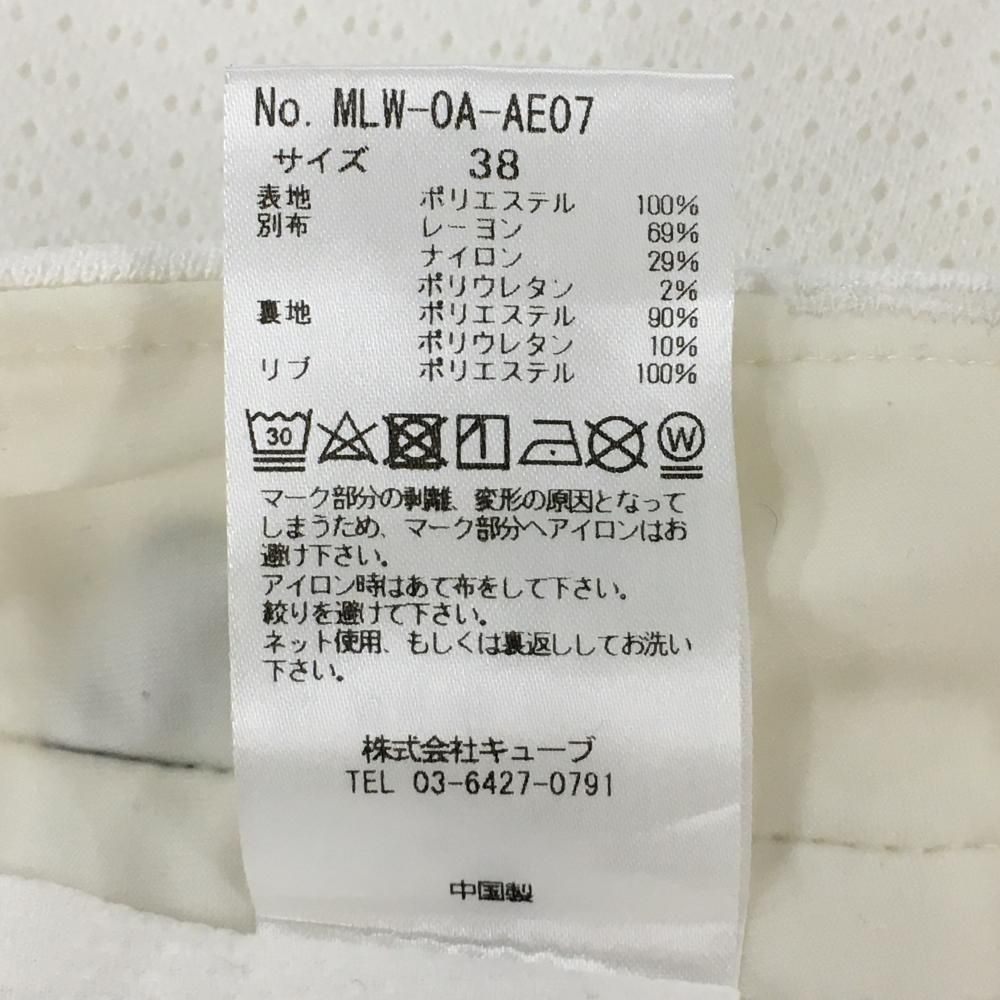 No. MLW-0A-AE07
サイズ 38
表地 ポリエステル 100%
別布 レーヨン 69%
ナイロン 29%
ポリウレタン 2%
裏地 ポリエステル 90%
ポリウレタン 10%
リブ ポリエステル 100%
30 W
マーク部分の剥離、変形の原因となって
しまうため、マーク部分へアイロンはお
避け下さい。
アイロン時はあて布をして下さい。
絞りを避けて下さい。
ネット使用、もしくは裏返ししてお洗い
下さい。
株式会社キューブ
TEL 03-6427-0791
中国製